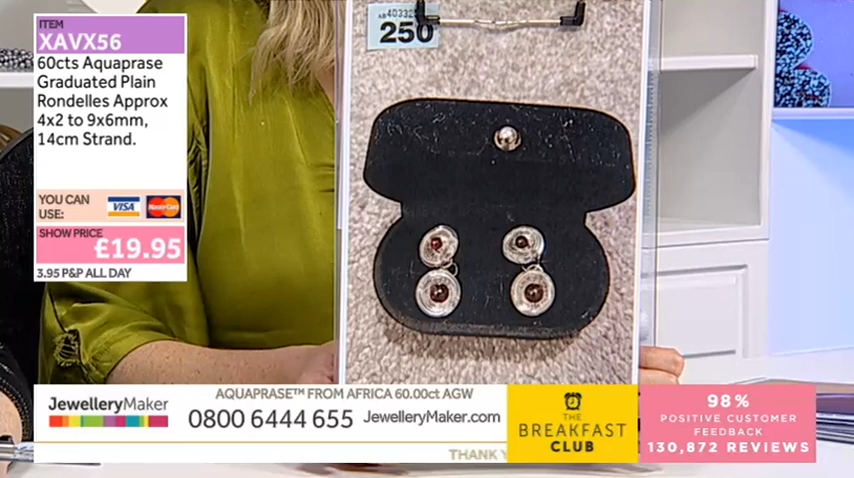 ITEM
XAVX56
60cts Aquaprase
Graduated Plain
Rondelles Approx
4x2 to 9x6mm,
14cm Strand.
YOU CAN
USE:
VISA
MasterCard
SHOW PRICE
£19.95
3.95 P&P ALL DAY
250
JewelleryMaker
AQUAPRASE™ FROM AFRICA 60.00ct AGW
0800 6444 655 JewelleryMaker.com
THANK
THE
BREAKFAST
CLUB
98%
POSITIVE CUSTOMER
FEEDBACK
130,872 REVIEWS